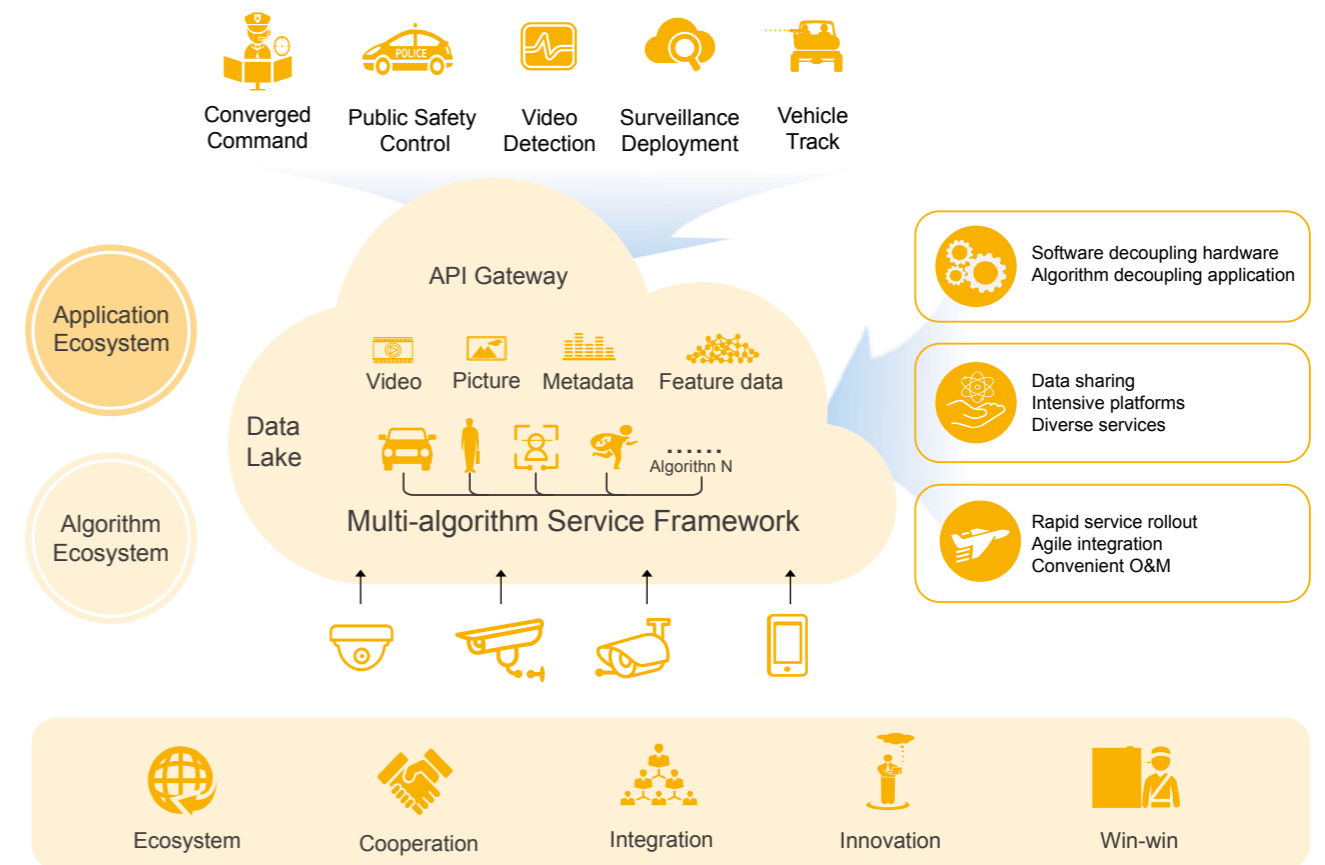 POLICE
Converged
Command
Public Safety
Control
Video
Detection
Surveillance
Deployment
Vehicle
Track
API Gateway
Application
Ecosystem
Video
Picture
Metadata
Feature data
Data
Lake
......
Algorithn N
Multi-algorithm Service Framework
Algorithm
Ecosystem
Software decoupling hardware
Algorithm decoupling application
Data sharing
Intensive platforms
Diverse services
Rapid service rollout
Agile integration
Convenient O&M
Ecosystem
Cooperation
Integration
Innovation
Win-win